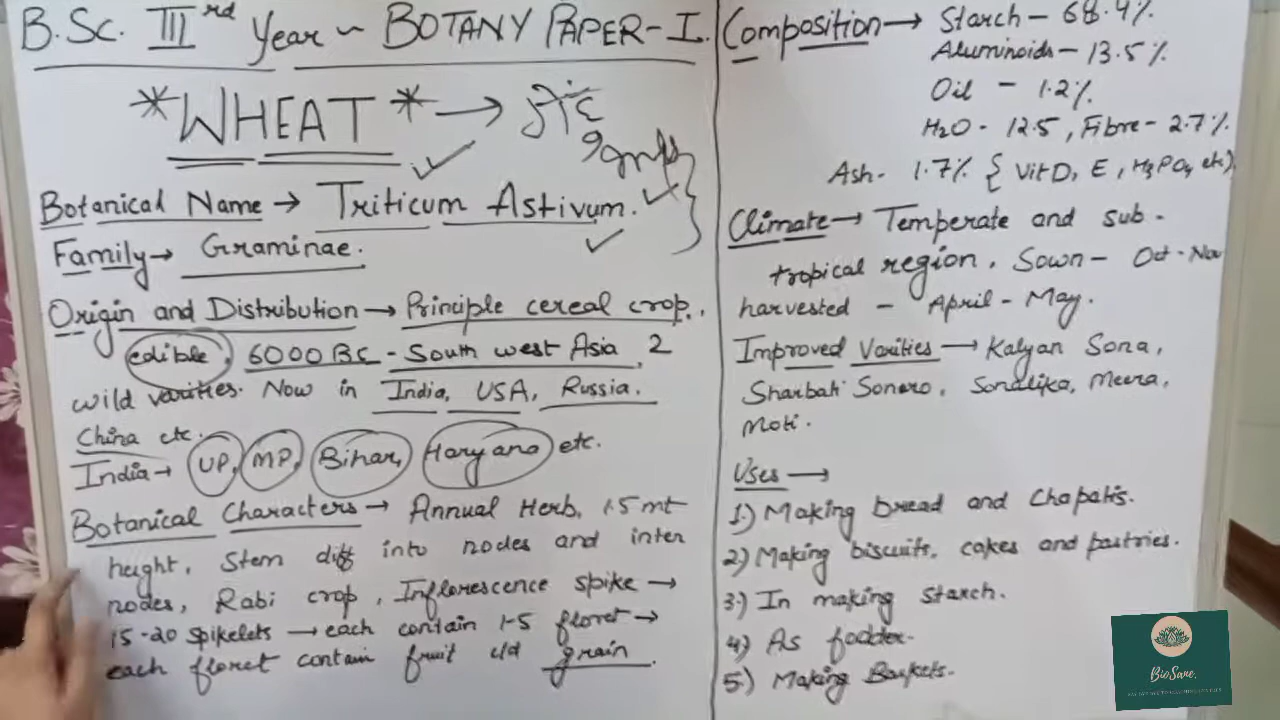 B.Sc. IIIrd Year ~ BOTANY PAPER-I.
*WHEAT* →
Botanical Name → Triticum Astivum.
Family → Graminae.
Origin and Distribution → Principle cereal crop,
edible, 6000 BC - South west Asia, 2
wild varities. Now in India, USA, Russia.
China etc.
India → UP, MP, Bihar, Haryana etc.
Botanical Characters → Annual Herb, 1.5 mt
height, Stem diff into nodes and inter
nodes, Rabi crop, Inflorescence spike →
15-20 spikelets → each contain 1-5 floret →
each floret contain fruit c/d grain.
Composition → Starch - 68.4%.
Aluminoids - 13.5%.
Oil - 1.2%.
H2O - 12.5, Fibre - 2.7%.
Ash - 1.7% { Vit D, E, H3PO4 etc).
Climate → Temperate and sub-
tropical region. Sown - Oct - Nov
harvested - April - May.
Improved Varities → Kalyan Sona,
Sharbati Sonero, Sonalika, Meera,
Moti.
Uses →
1.) Making bread and Chapatis.
2) Making biscuits, cakes and pastries.
3.) In making starch.
4) As fodder.
5.) Making Baskets.
BioSane.